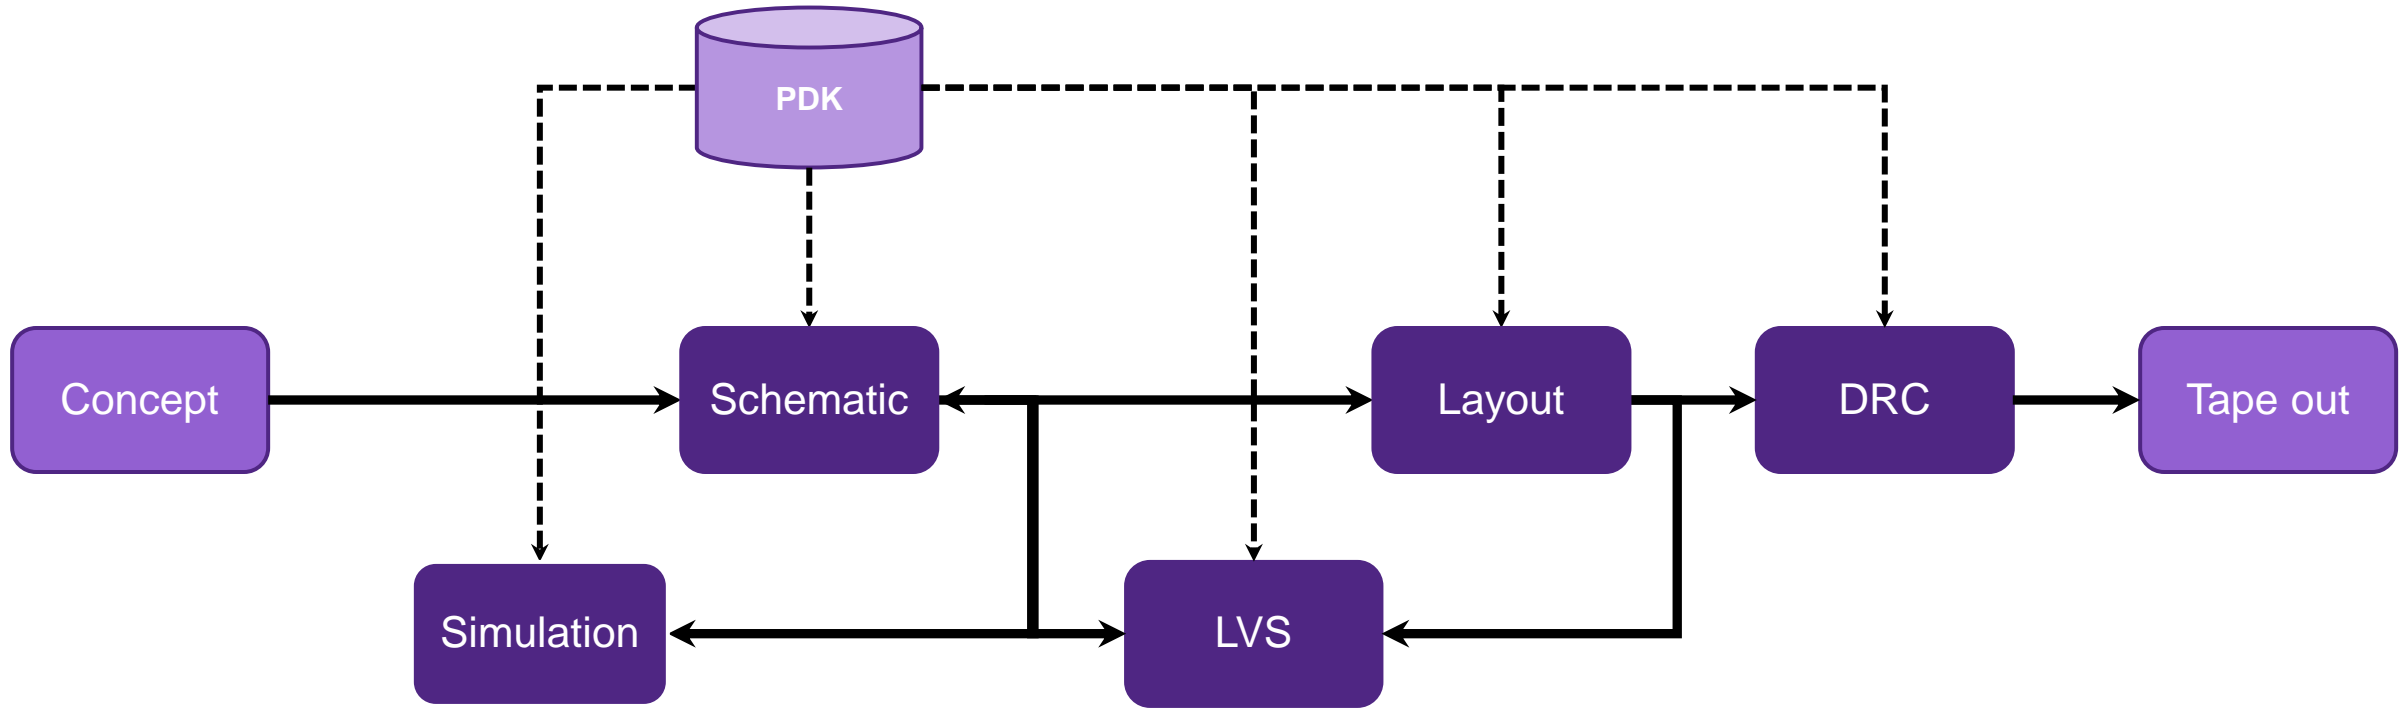 PDK
Concept
Schematic
Layout
DRC
Tape out
Simulation
LVS